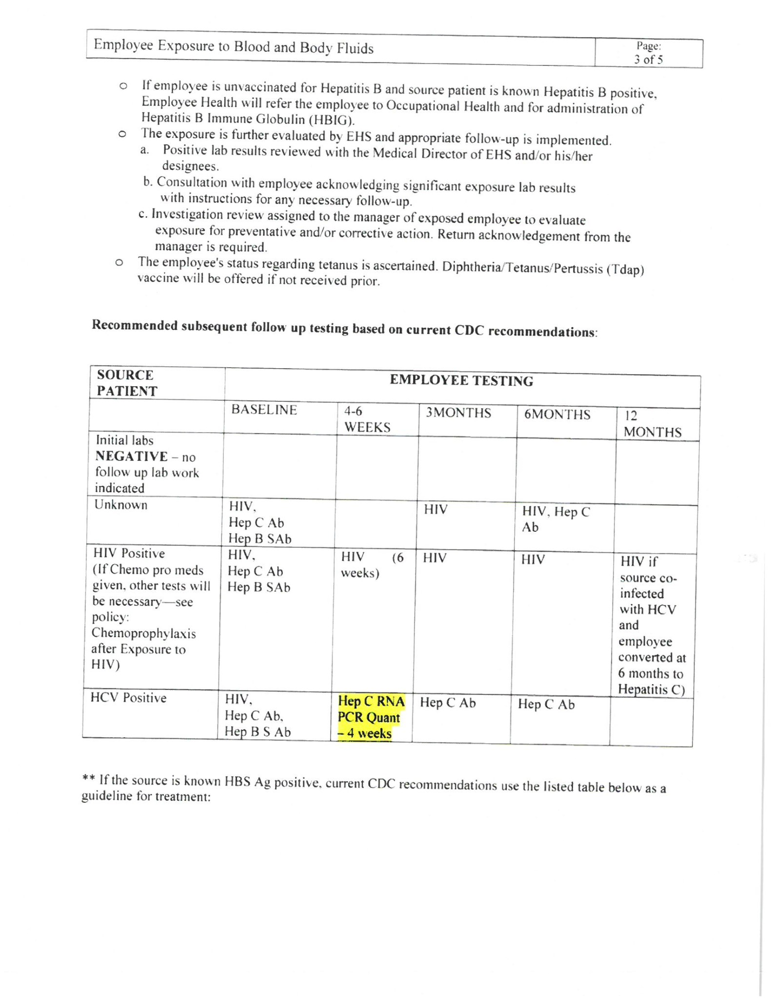 Employee Exposure to Blood and Body Fluids
Page:
3 of 5
o If employee is unvaccinated for Hepatitis B and source patient is known Hepatitis B positive,
Employee Health will refer the employee to Occupational Health and for administration of
Hepatitis B Immune Globulin (HBIG).
o The exposure is further evaluated by EHS and appropriate follow-up is implemented.
a. Positive lab results reviewed with the Medical Director of EHS and/or his/her
designees.
b. Consultation with employee acknowledging significant exposure lab results
with instructions for any necessary follow-up.
c. Investigation review assigned to the manager of exposed employee to evaluate
exposure for preventative and/or corrective action. Return acknowledgement from the
manager is required.
o The employee's status regarding tetanus is ascertained. Diphtheria/Tetanus/Pertussis (Tdap)
vaccine will be offered if not received prior.
Recommended subsequent follow up testing based on current CDC recommendations:
SOURCE
PATIENT
EMPLOYEE TESTING
BASELINE
4-6
WEEKS
3MONTHS
6MONTHS
12
MONTHS
Initial labs
NEGATIVE – no
follow up lab work
indicated
Unknown
HIV,
Hep C Ab
Hep B SAb
HIV
HIV, Hep C
Ab
HIV Positive
(If Chemo pro meds
given, other tests will
be necessary—see
policy:
Chemoprophylaxis
after Exposure to
HIV)
HIV,
Hep C Ab
Hep B SAb
HIV (6
weeks)
HIV
HIV
HIV if
source co-
infected
with HCV
and
employee
converted at
6 months to
Hepatitis C)
HCV Positive
HIV,
Hep C Ab,
Hep B S Ab
Hep C RNA
PCR Quant
– 4 weeks
Hep C Ab
Hep C Ab
** If the source is known HBS Ag positive, current CDC recommendations use the listed table below as a
guideline for treatment: